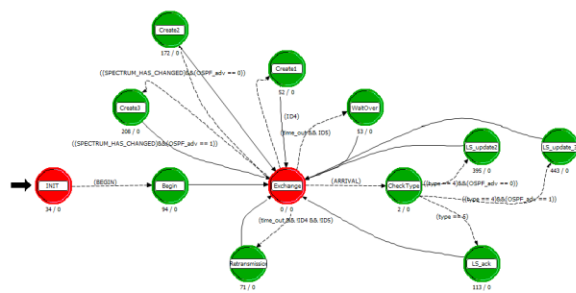 Create2
172 / 0
Create1
52 / 0
((SPECTRUM_HAS_CHANGED)&&(OSPF_adv == 0))
Create3
208 / 0
(ID4)
WaitOver
53 / 0
(time_out && ID5)
((SPECTRUM_HAS_CHANGED)&&(OSPF_adv == 1))
LS_update2
395 / 0
443 / 0
INIT
34 / 0
(BEGIN)
Begin
94 / 0
Exchange
0 / 0
(ARRIVAL)
CheckType
2 / 0
((type == 4)&&(OSPF_adv == 0))
((type == 4)&&(OSPF_adv == 1))
(time_out && !ID4 && !ID5)
(type == 5)
Retransmission
71 / 0
LS_ack
113 / 0